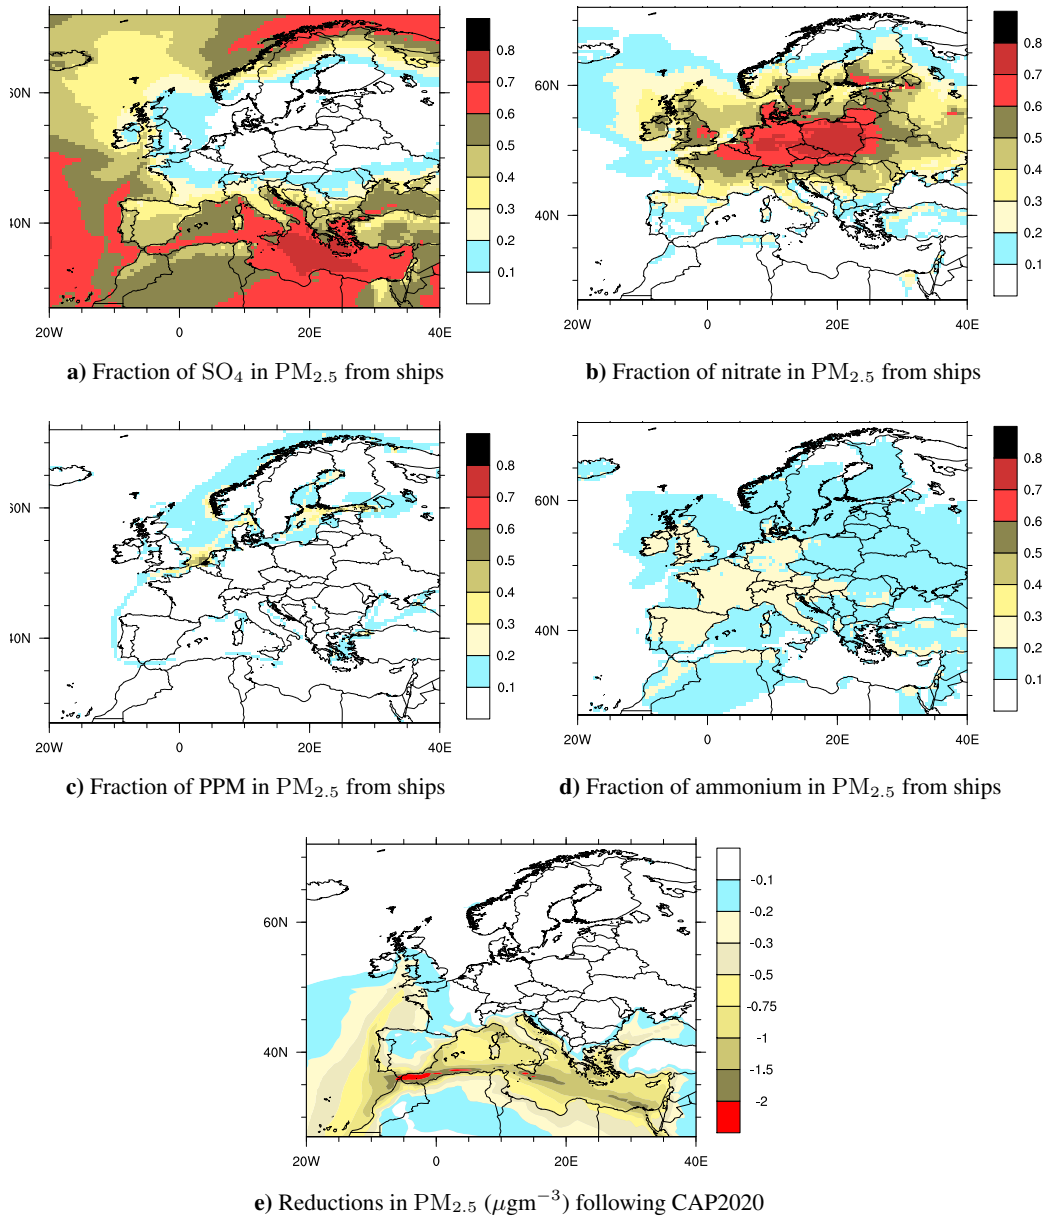 0.8
0.7
60N
0.6
0.5
0.4
40N
0.3
0.2
0.1
20W 0 20E 40E
a) Fraction of SO₄ in PM₂.₅ from ships
0.8
0.7
60N
0.6
0.5
0.4
40N
0.3
0.2
0.1
20W 0 20E 40E
b) Fraction of nitrate in PM₂.₅ from ships
0.8
0.7
60N
0.6
0.5
0.4
40N
0.3
0.2
0.1
20W 0 20E 40E
c) Fraction of PPM in PM₂.₅ from ships
0.8
0.7
60N
0.6
0.5
0.4
40N
0.3
0.2
0.1
20W 0 20E 40E
d) Fraction of ammonium in PM₂.₅ from ships
-0.1
-0.2
60N
-0.3
-0.5
-0.75
40N
-1
-1.5
-2
20W 0 20E 40E
e) Reductions in PM₂.₅ (μgm⁻³) following CAP2020